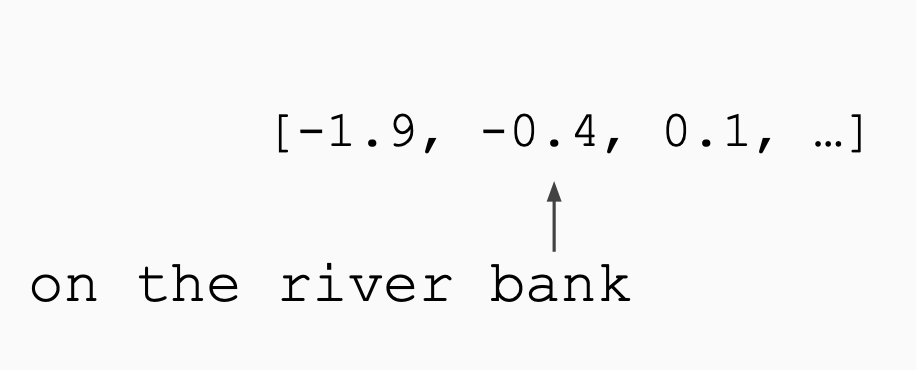 [-1.9, -0.4, 0.1, …]
on the river bank